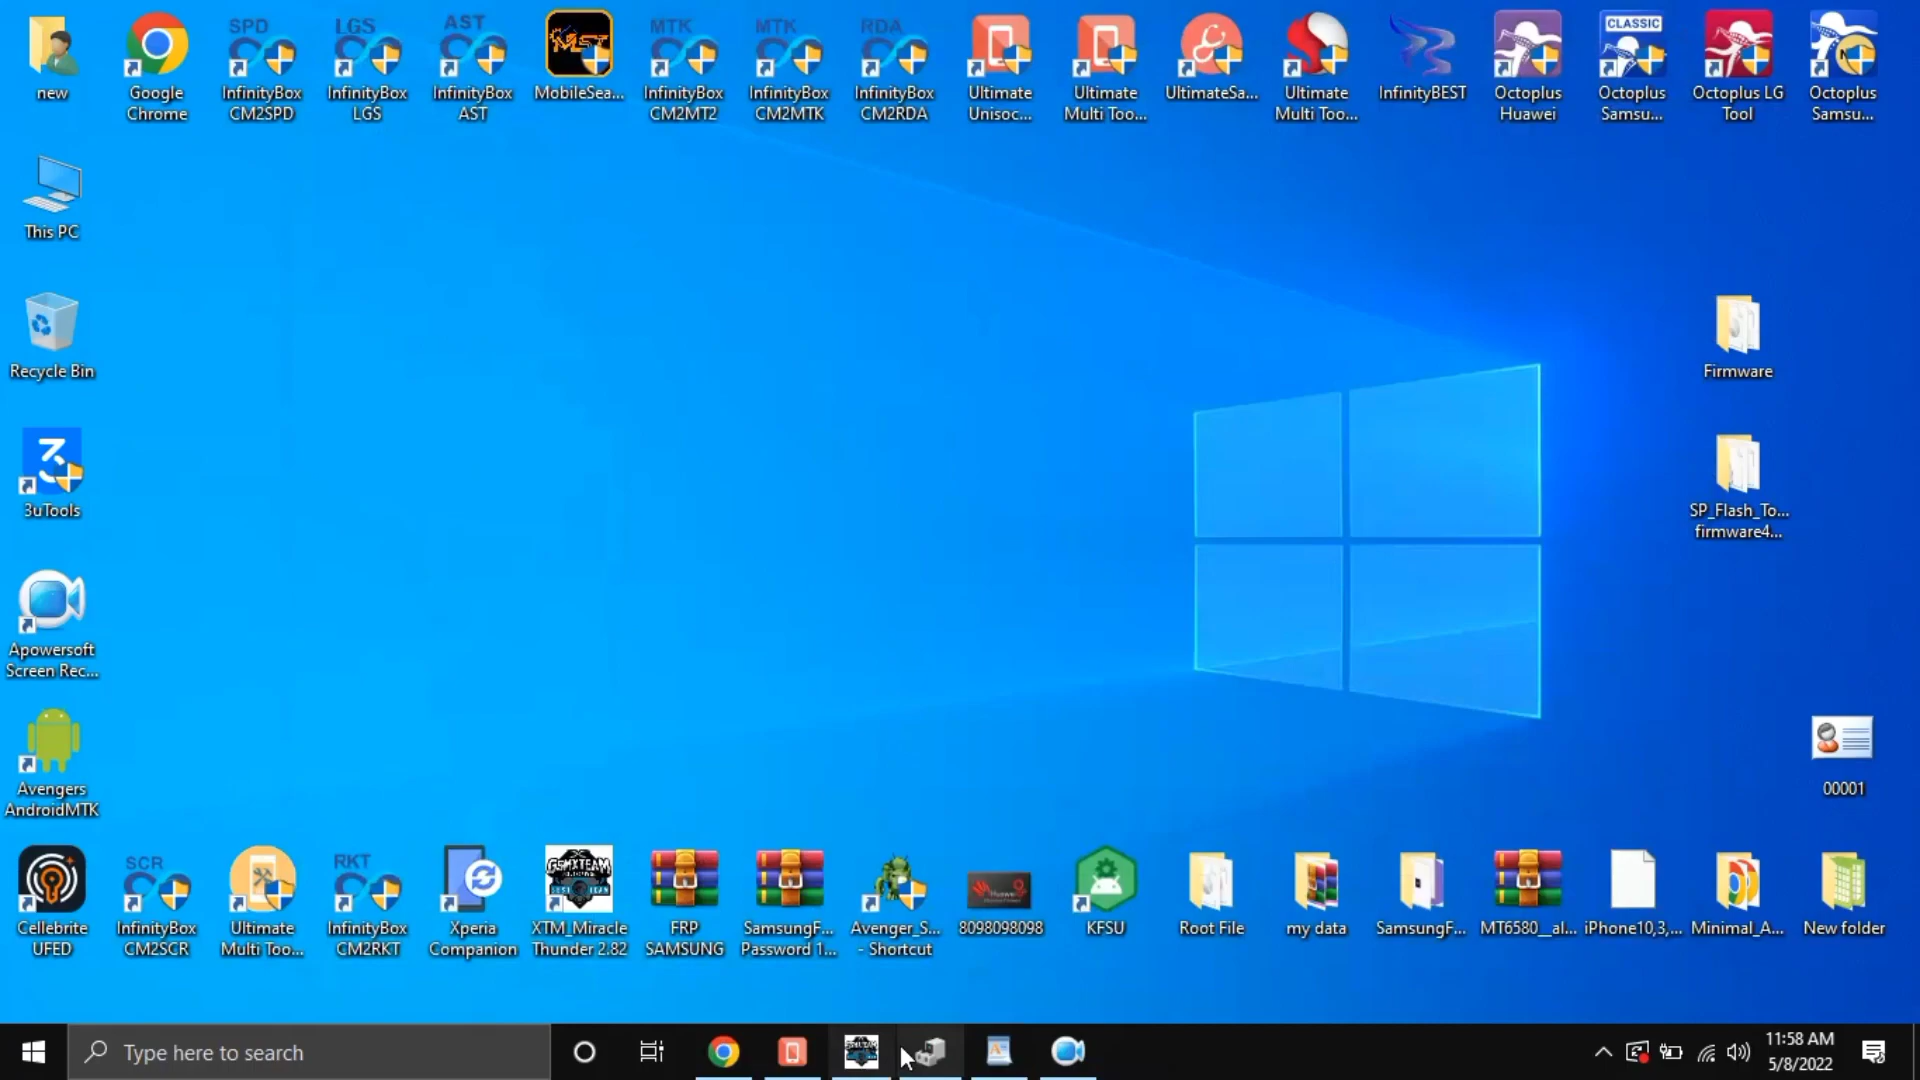 SPD
LGS
AST
MST
MTK
MTK
RDA
CLASSIC
new
Google
Chrome
InfinityBox
CM2SPD
InfinityBox
LGS
InfinityBox
AST
MobileSea...
InfinityBox
CM2MT2
InfinityBox
CM2MTK
InfinityBox
CM2RDA
Ultimate
Unisoc...
Ultimate
Multi Too...
UltimateSa...
Ultimate
Multi Too...
InfinityBEST
Octoplus
Huawei
Octoplus
Samsu...
Octoplus LG
Tool
Octoplus
Samsu...
This PC
Recycle Bin
Firmware
3uTools
SP_Flash_To...
firmware4...
Apowersoft
Screen Rec...
Avengers
AndroidMTK
00001
SCR
RKT
GSMXTEAM
Cellebrite
UFED
InfinityBox
CM2SCR
Ultimate
Multi Too...
InfinityBox
CM2RKT
Xperia
Companion
XTM_Miracle
Thunder 2.82
FRP
SAMSUNG
SamsungF...
Password 1...
Avenger_S...
- Shortcut
8098098098
KFSU
Root File
my data
SamsungF...
MT6580__al...
iPhone10,3,...
Minimal_A...
New folder
Type here to search
11:58 AM
5/8/2022